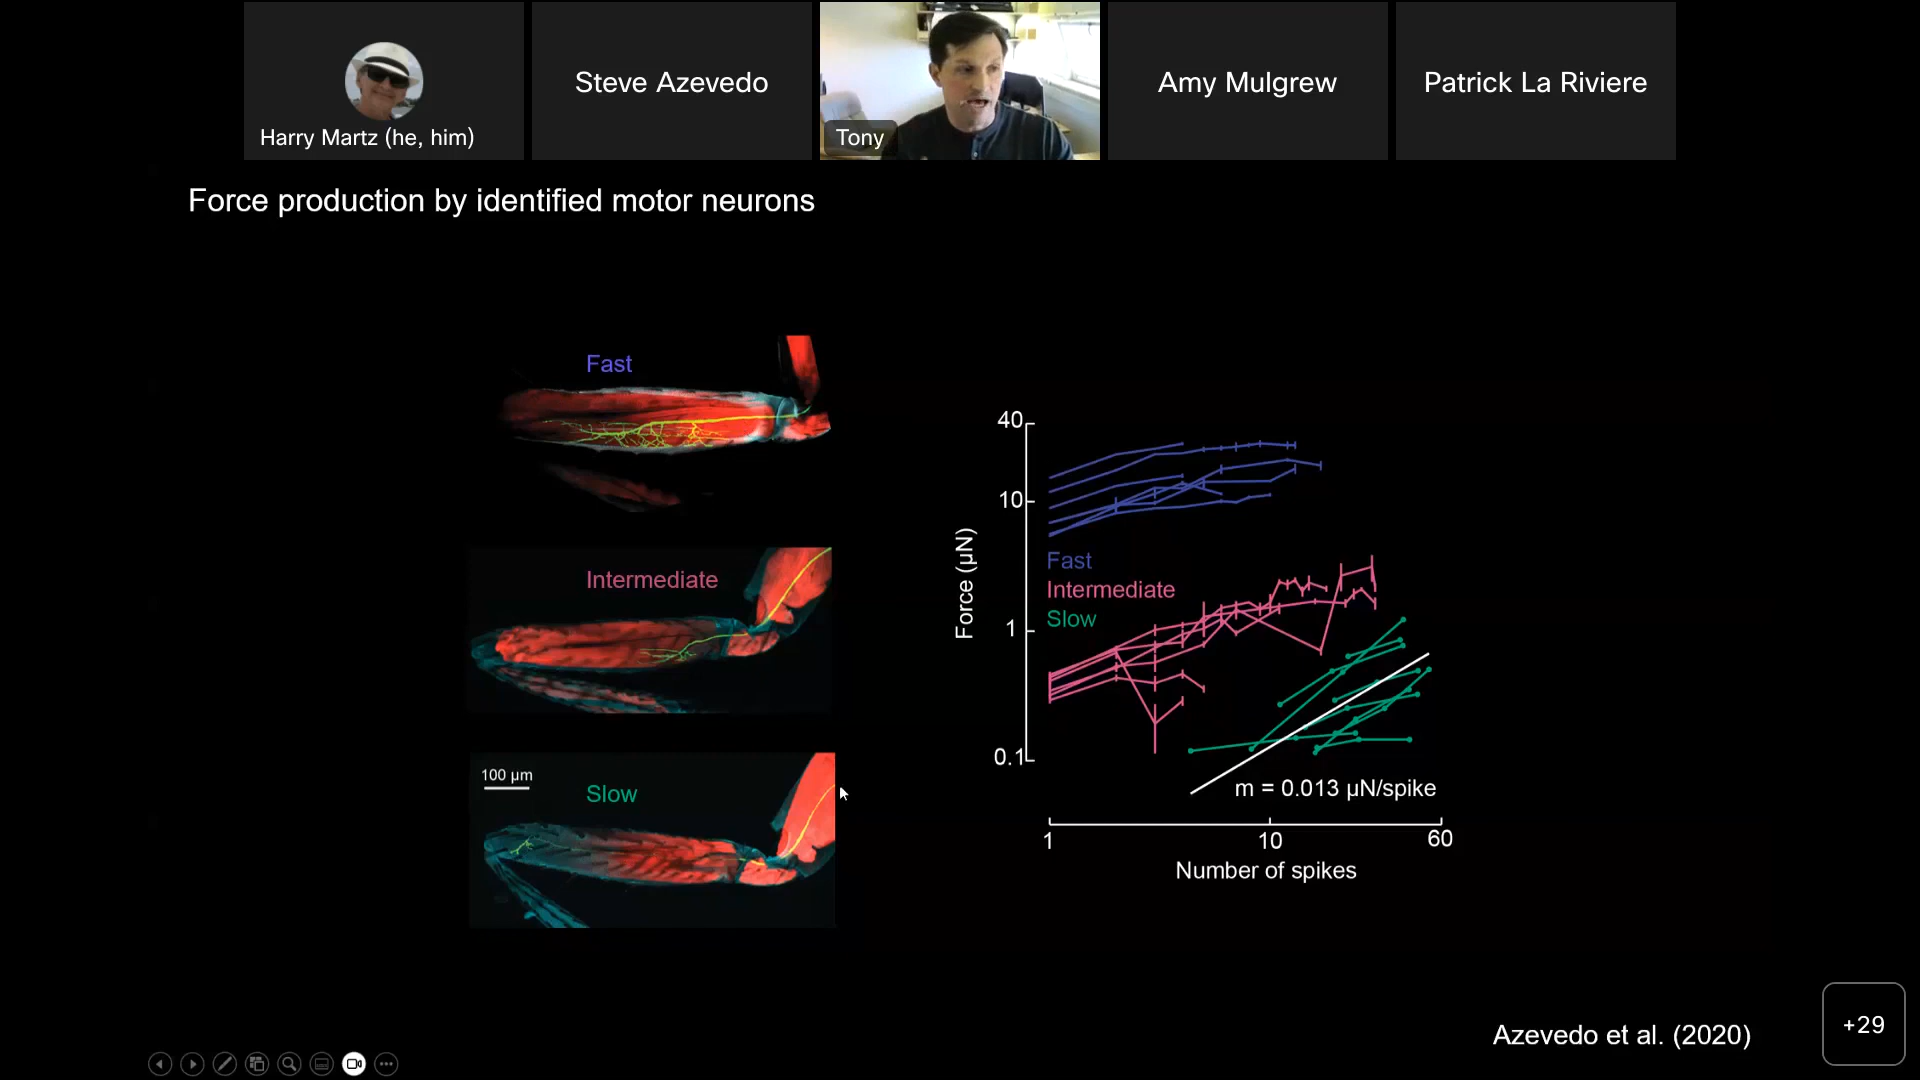 Harry Martz (he, him)
Steve Azevedo
Tony
Amy Mulgrew
Patrick La Riviere
Force production by identified motor neurons
Fast
Intermediate
100 µm
Slow
40
10
1
0.1
Force (µN)
Fast
Intermediate
Slow
m = 0.013 µN/spike
1
10
60
Number of spikes
Azevedo et al. (2020)
+29